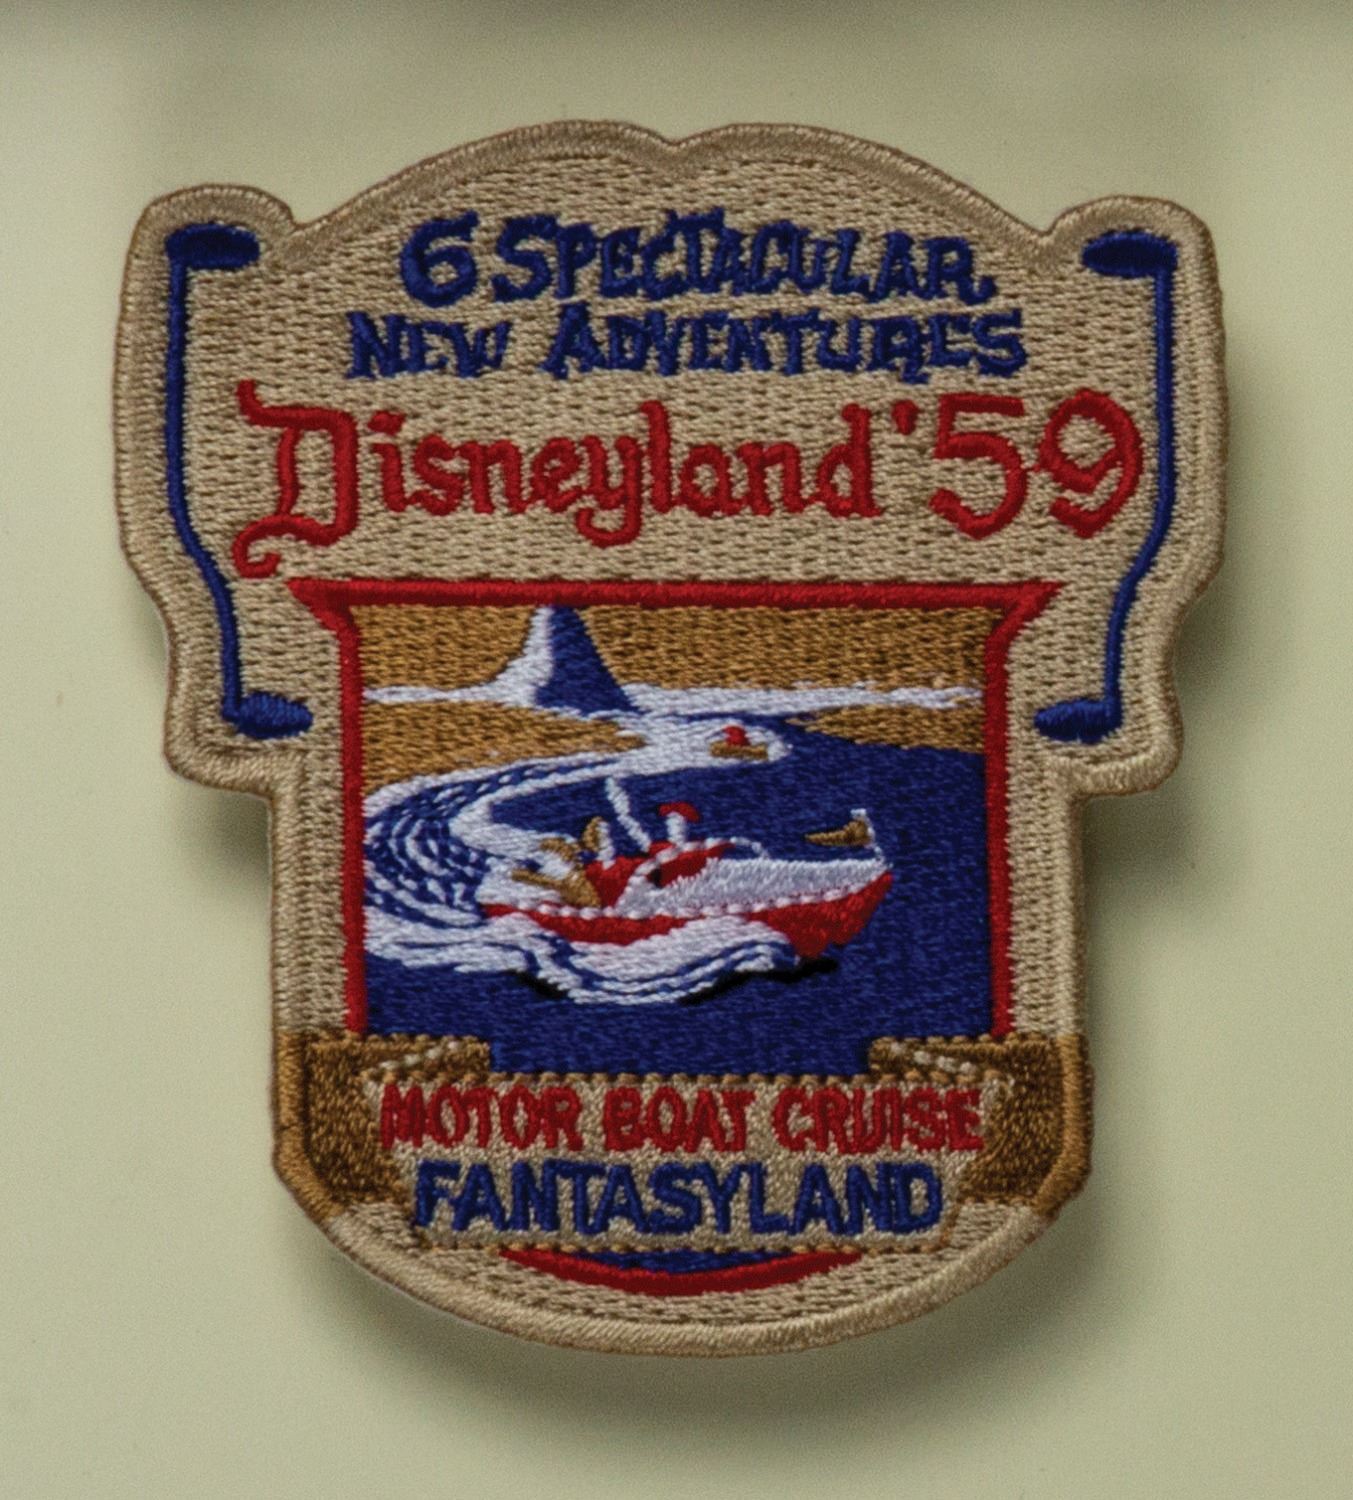 6 SPECTACULAR
NEW ADVENTURES
Disneyland '59
MOTOR BOAT CRUISE
FANTASYLAND